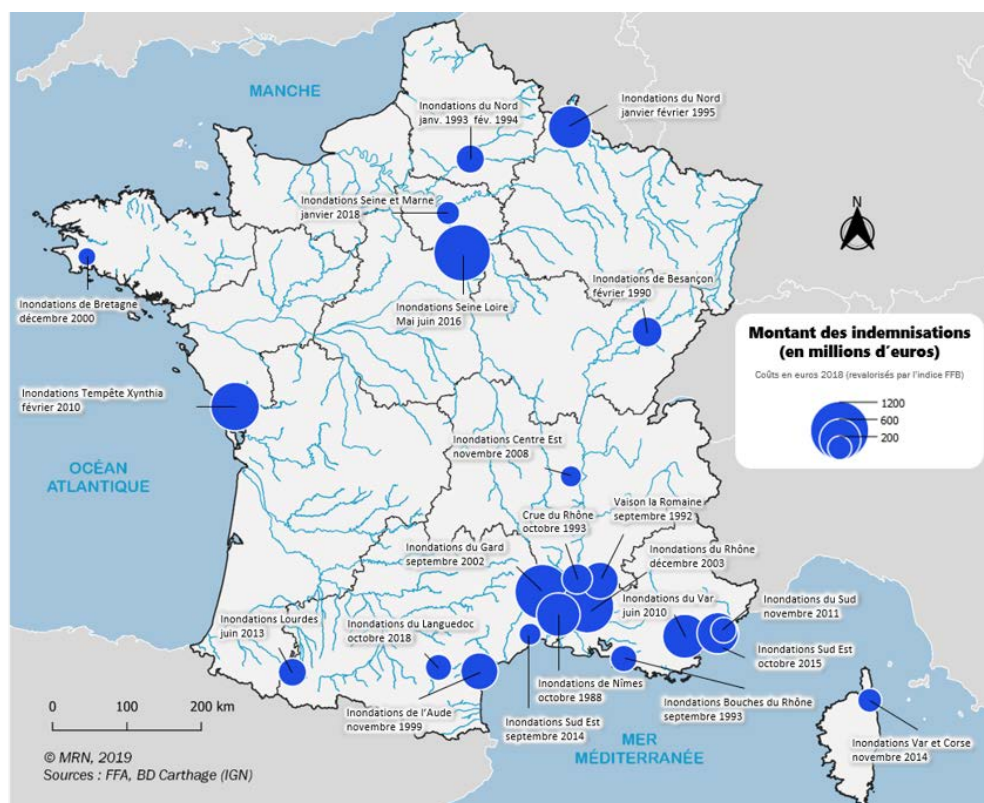 MANCHE
Inondations du Nord
janv. 1993  fév. 1994
Inondations du Nord
janvier février 1995
Inondations Seine et Marne
janvier 2018
N
Inondations de Bretagne
décembre 2000
Inondations Seine Loire
Mai juin 2016
Inondations de Besançon
février 1990
Montant des indemnisations
(en millions d'euros)
Coûts en euros 2018 (revalorisés par l'indice FFB)
1200
600
200
Inondations Tempête Xynthia
février 2010
OCÉAN
ATLANTIQUE
Inondations Centre Est
novembre 2008
Crue du Rhône
octobre 1993
Vaison la Romaine
septembre 1992
Inondations du Gard
septembre 2002
Inondations du Rhône
décembre 2003
Inondations du Var
juin 2010
Inondations du Sud
novembre 2011
Inondations Lourdes
juin 2013
Inondations du Languedoc
octobre 2018
Inondations Sud Est
octobre 2015
Inondations de Nîmes
octobre 1988
Inondations Bouches du Rhône
septembre 1993
Inondations de l'Aude
novembre 1999
Inondations Sud Est
septembre 2014
MER
MÉDITERRANÉE
Inondations Var et Corse
novembre 2014
0 100 200 km
© MRN, 2019
Sources : FFA, BD Carthage (IGN)